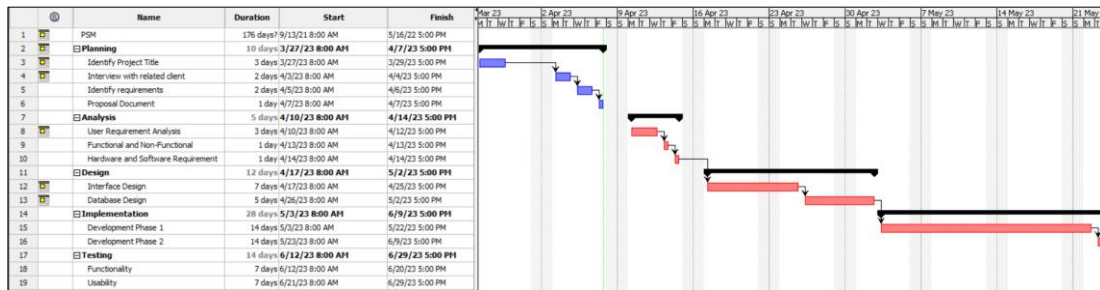 Name Duration Start Finish
Mar 23 2 Apr 23 9 Apr 23 16 Apr 23 23 Apr 23 30 Apr 23 7 May 23 14 May 23 21 May
M T W T F S S M T W T F S S M T W T F S S M T W T F S S M T W T F S S M T W T F S S M T W T F S S M T W T F S S M T
1 PSM 176 days? 9/13/21 8:00 AM 5/16/22 5:00 PM
2 Planning 10 days 3/27/23 8:00 AM 4/7/23 5:00 PM
3 Identify Project Title 3 days 3/27/23 8:00 AM 3/29/23 5:00 PM
4 Interview with related client 2 days 4/3/23 8:00 AM 4/4/23 5:00 PM
5 Identify requirements 2 days 4/5/23 8:00 AM 4/6/23 5:00 PM
6 Proposal Document 1 day 4/7/23 8:00 AM 4/7/23 5:00 PM
7 Analysis 5 days 4/10/23 8:00 AM 4/14/23 5:00 PM
8 User Requirement Analysis 3 days 4/10/23 8:00 AM 4/12/23 5:00 PM
9 Functional and Non-Functional 1 day 4/13/23 8:00 AM 4/13/23 5:00 PM
10 Hardware and Software Requirement 1 day 4/14/23 8:00 AM 4/14/23 5:00 PM
11 Design 12 days 4/17/23 8:00 AM 5/2/23 5:00 PM
12 Interface Design 7 days 4/17/23 8:00 AM 4/25/23 5:00 PM
13 Database Design 5 days 4/26/23 8:00 AM 5/2/23 5:00 PM
14 Implementation 28 days 5/3/23 8:00 AM 6/9/23 5:00 PM
15 Development Phase 1 14 days 5/3/23 8:00 AM 5/22/23 5:00 PM
16 Development Phase 2 14 days 5/23/23 8:00 AM 6/9/23 5:00 PM
17 Testing 14 days 6/12/23 8:00 AM 6/29/23 5:00 PM
18 Functionality 7 days 6/12/23 8:00 AM 6/20/23 5:00 PM
19 Usability 7 days 6/21/23 8:00 AM 6/29/23 5:00 PM